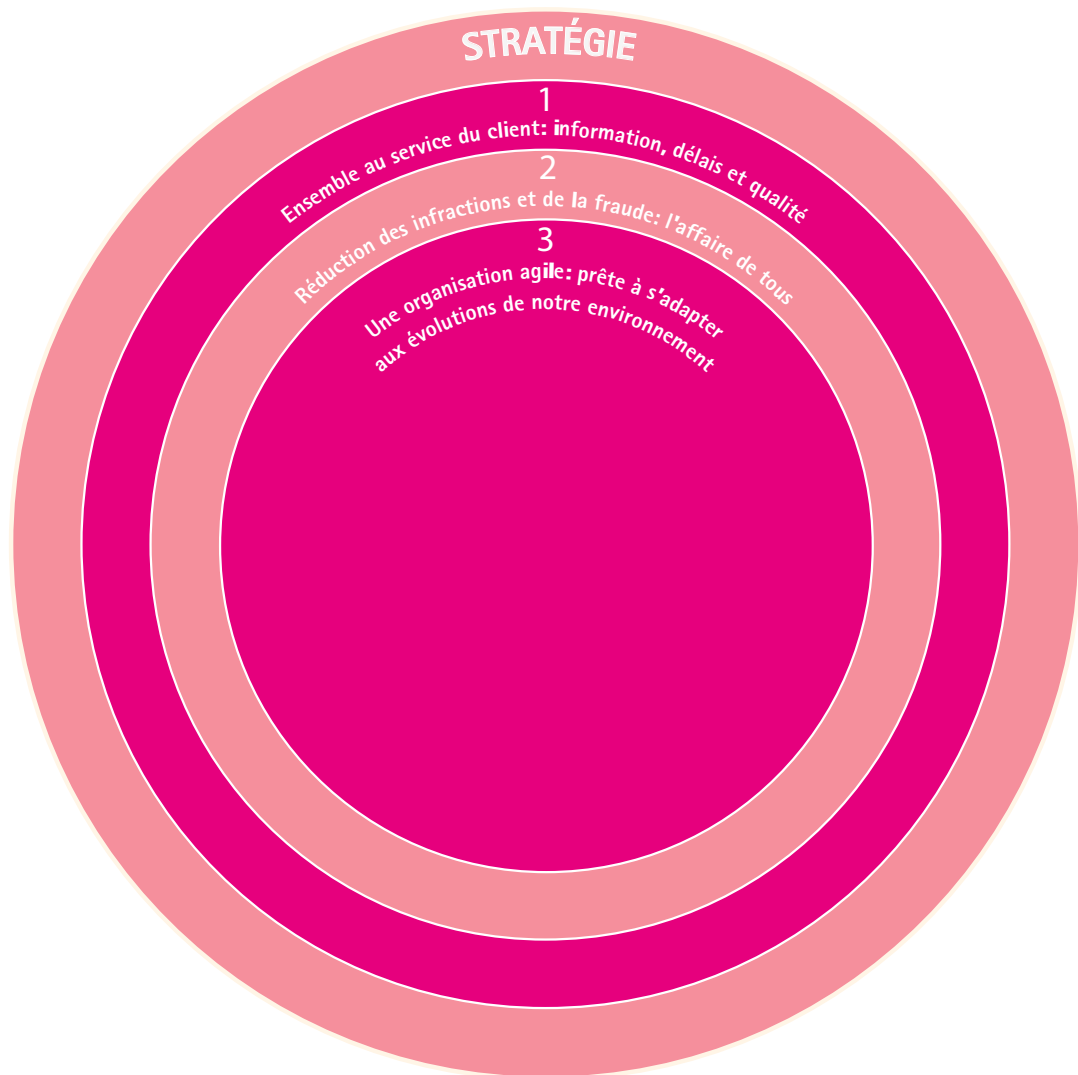 STRATÉGIE
1
Ensemble au service du client: information, délais et qualité
2
Réduction des infractions et de la fraude: l'affaire de tous
3
Une organisation agile: prête à s'adapter
aux évolutions de notre environnement